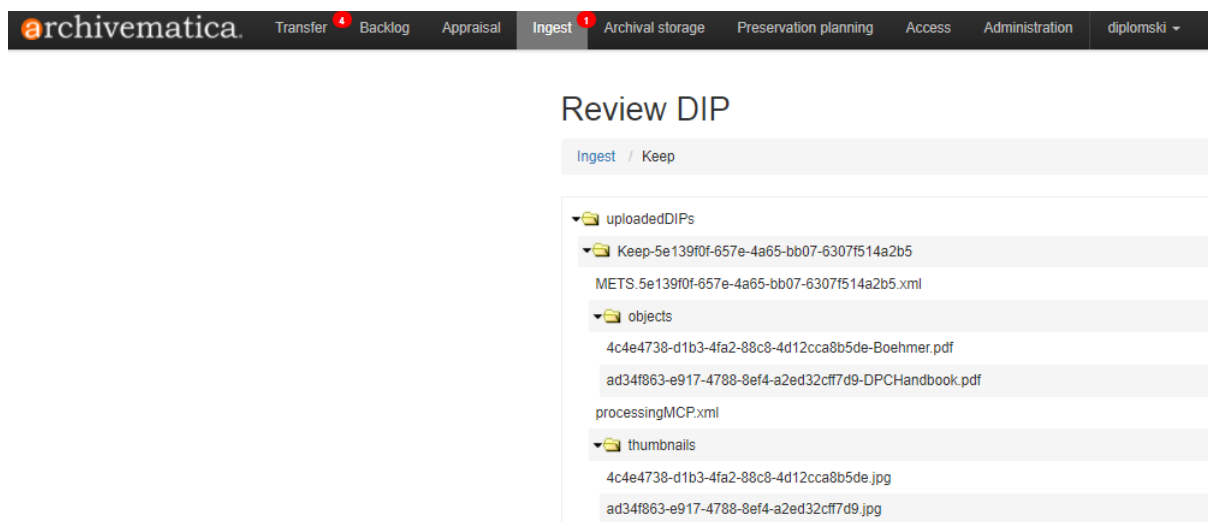 archivematica. Transfer 4 Backlog Appraisal Ingest 1 Archival storage Preservation planning Access Administration diplomski
Review DIP
Ingest / Keep
uploadedDIPs
Keep-5e139f0f-657e-4a65-bb07-6307f514a2b5
METS.5e139f0f-657e-4a65-bb07-6307f514a2b5.xml
objects
4c4e4738-d1b3-4fa2-88c8-4d12cca8b5de-Boehmer.pdf
ad34f863-e917-4788-8ef4-a2ed32cff7d9-DPCHandbook.pdf
processingMCP.xml
thumbnails
4c4e4738-d1b3-4fa2-88c8-4d12cca8b5de.jpg
ad34f863-e917-4788-8ef4-a2ed32cff7d9.jpg